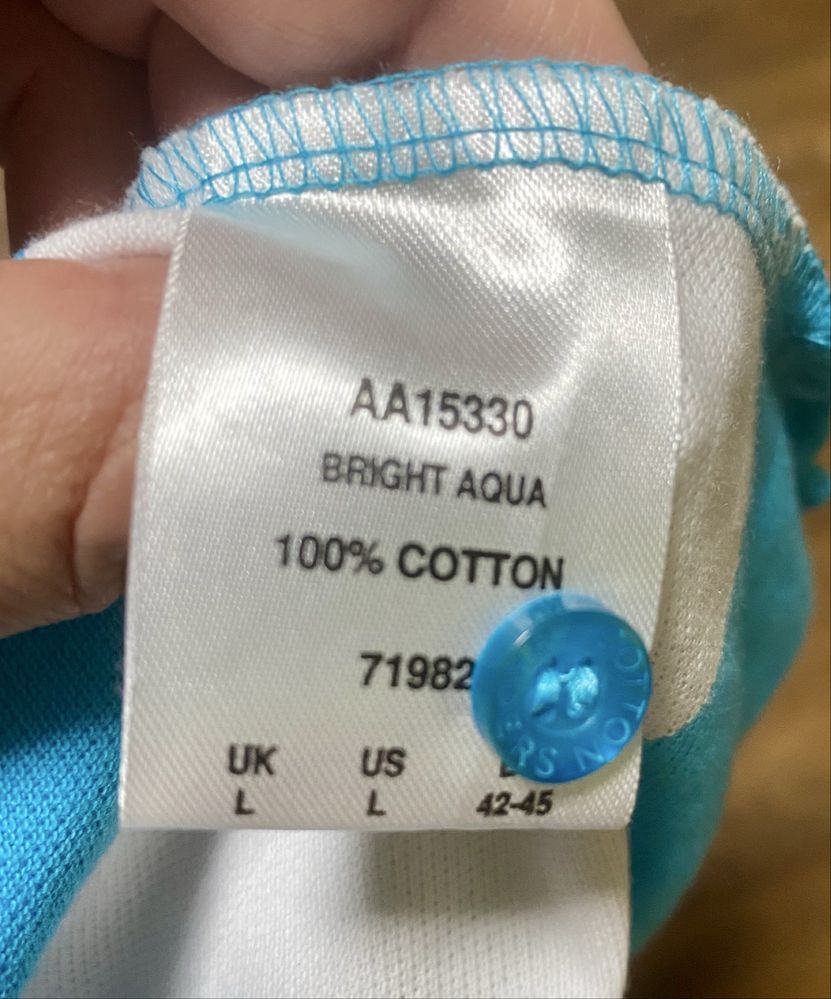 AA15330
BRIGHT AQUA
100% COTTON
71982
UK US
L L 42-45